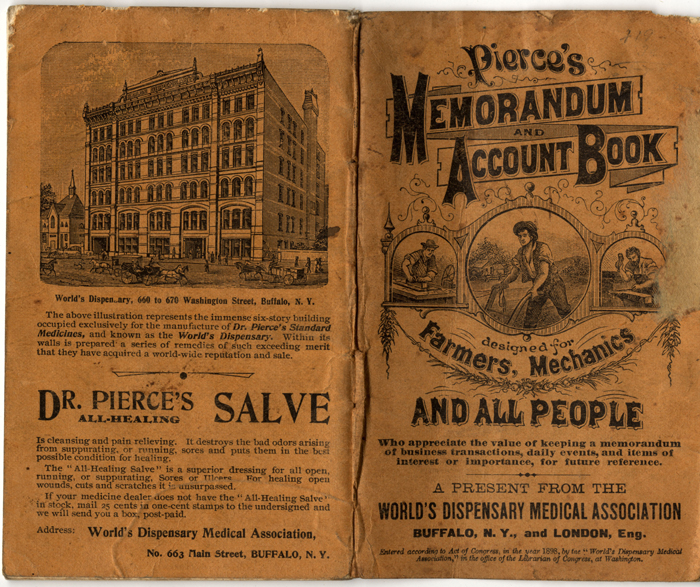 World's Dispensary, 660 to 670 Washington Street, Buffalo, N. Y.
The above illustration represents the immense six-story building
occupied exclusively for the manufacture of Dr. Pierce's Standard
Medicines, and known as the World's Dispensary. Within its
walls is prepared a series of remedies of such exceeding merit
that they have acquired a world-wide reputation and sale.
DR. PIERCE'S SALVE
ALL-HEALING
Is cleansing and pain relieving. It destroys the bad odors arising
from suppurating, or running, sores and puts them in the best
possible condition for healing.
The "All-Healing Salve" is a superior dressing for all open,
running, or suppurating, Sores or Ulcers. For healing open
wounds, cuts and scratches it is unsurpassed.
If your medicine dealer does not have the "All-Healing Salve"
in stock, mail 25 cents in one-cent stamps to the undersigned and
we will send you a box, post-paid.
Address: World's Dispensary Medical Association,
No. 663 Main Street, BUFFALO, N. Y.
Pierce's
MEMORANDUM
AND
ACCOUNT BOOK
designed for
Farmers, Mechanics
AND ALL PEOPLE
Who appreciate the value of keeping a memorandum
of business transactions, daily events, and items of
interest or importance, for future reference.
A PRESENT FROM THE
WORLD'S DISPENSARY MEDICAL ASSOCIATION
BUFFALO, N. Y., and LONDON, Eng.
Entered according to Act of Congress, in the year 1898, by the "World's Dispensary Medical
Association," in the office of the Librarian of Congress, at Washington.